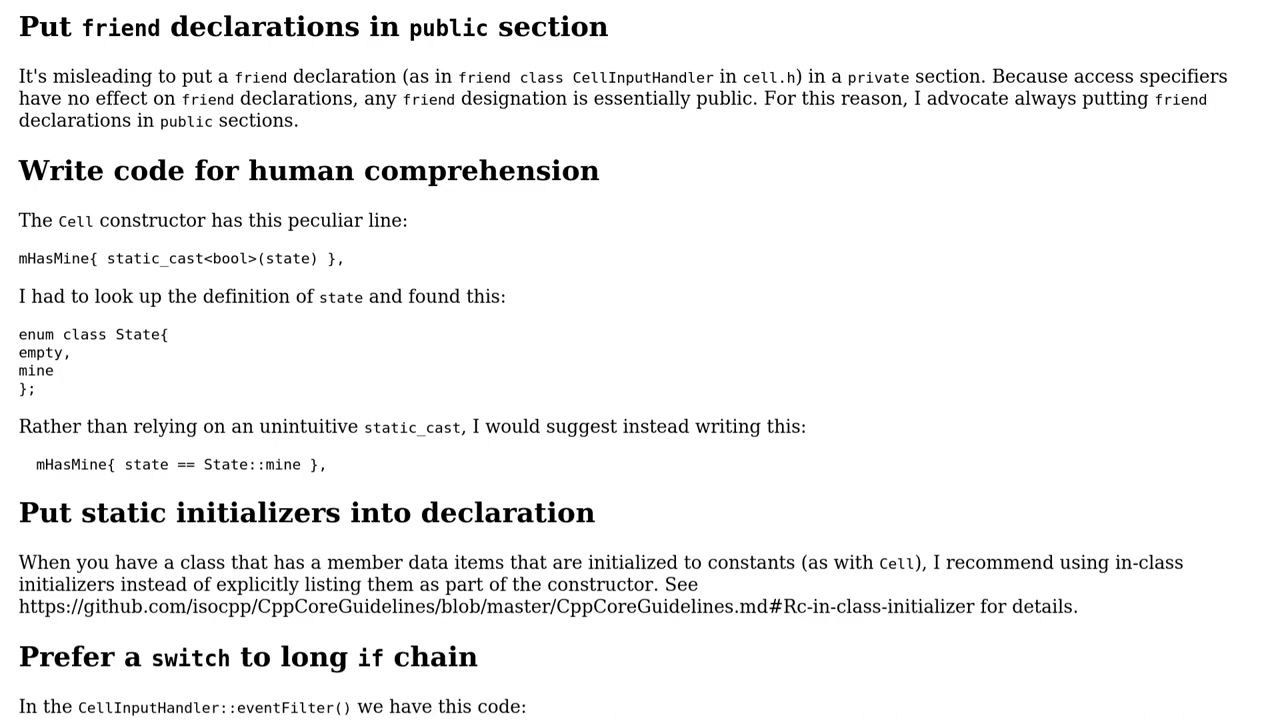 Put friend declarations in public section
It's misleading to put a friend declaration (as in friend class CellInputHandler in cell.h) in a private section. Because access specifiers
have no effect on friend declarations, any friend designation is essentially public. For this reason, I advocate always putting friend
declarations in public sections.
Write code for human comprehension
The Cell constructor has this peculiar line:
mHasMine{ static_cast<bool>(state) },
I had to look up the definition of state and found this:
enum class State{
empty,
mine
};
Rather than relying on an unintuitive static_cast, I would suggest instead writing this:
mHasMine{ state == State::mine },
Put static initializers into declaration
When you have a class that has a member data items that are initialized to constants (as with Cell), I recommend using in-class
initializers instead of explicitly listing them as part of the constructor. See
https://github.com/isocpp/CppCoreGuidelines/blob/master/CppCoreGuidelines.md#Rc-in-class-initializer for details.
Prefer a switch to long if chain
In the CellInputHandler::eventFilter() we have this code: